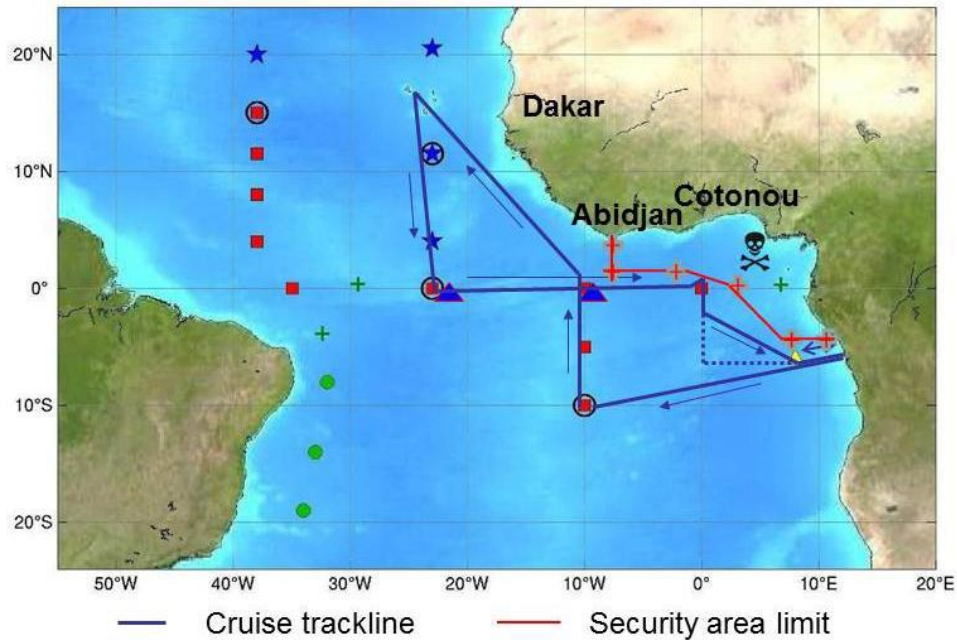 20°N
Dakar
10°N
Cotonou
Abidjan
0°
10°S
20°S
50°W 40°W 30°W 20°W 10°W 0° 10°E 20°E
Cruise trackline Security area limit